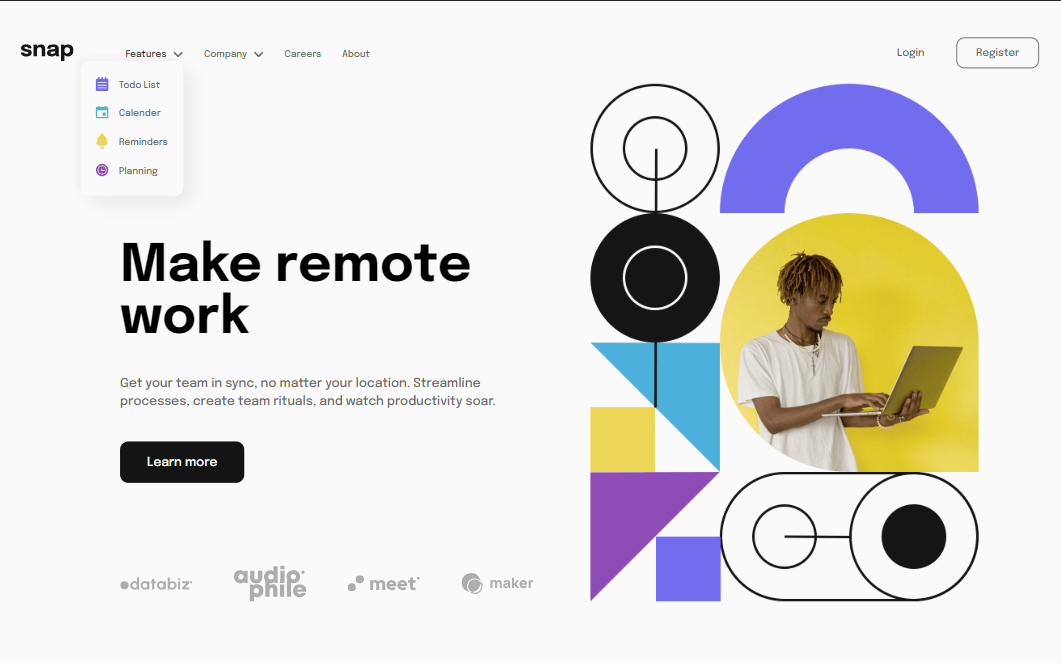 snap
Features
Company
Careers
About
Login
Register
Todo List
Calender
Reminders
Planning
Make remote
work
Get your team in sync, no matter your location. Streamline
processes, create team rituals, and watch productivity soar.
Learn more
databiz
audio
phile
meet
maker